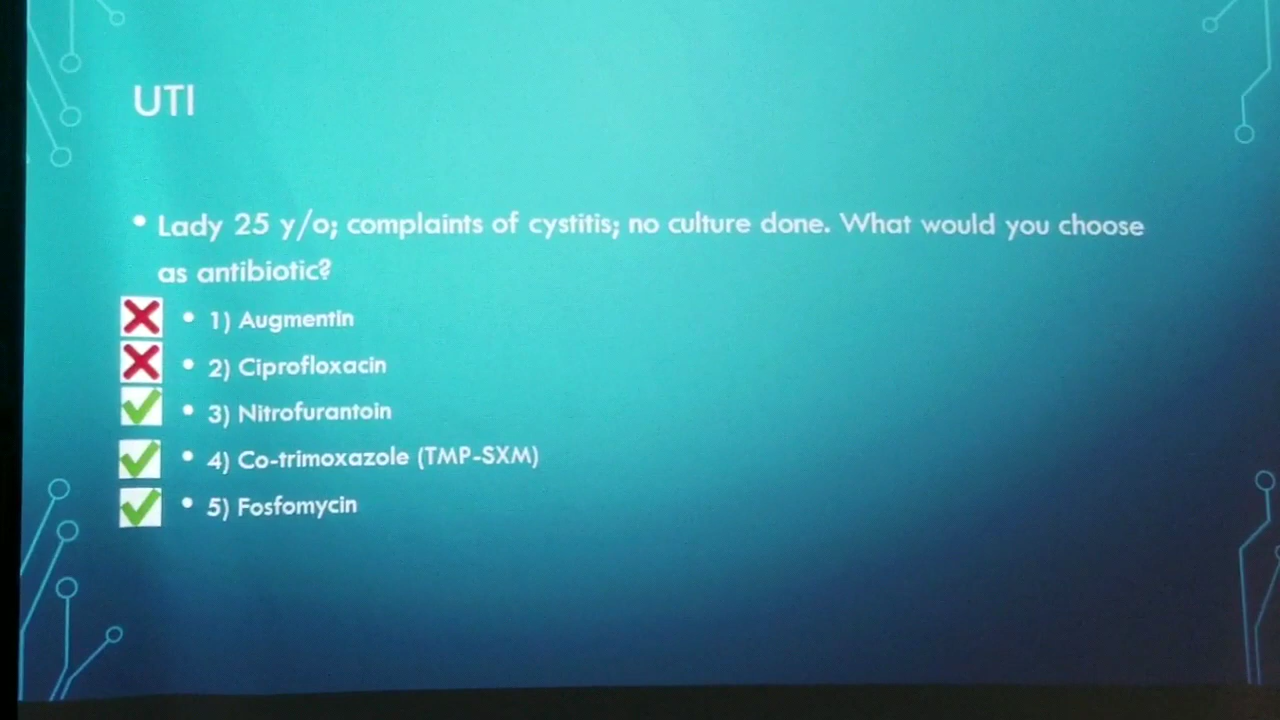 UTI
• Lady 25 y/o; complaints of cystitis; no culture done. What would you choose
as antibiotic?
• 1) Augmentin
• 2) Ciprofloxacin
• 3) Nitrofurantoin
• 4) Co-trimoxazole (TMP-SXM)
• 5) Fosfomycin